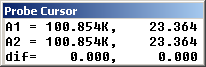 Probe Cursor
A1 = 100.854K, 23.364
A2 = 100.854K, 23.364
dif= 0.000, 0.000